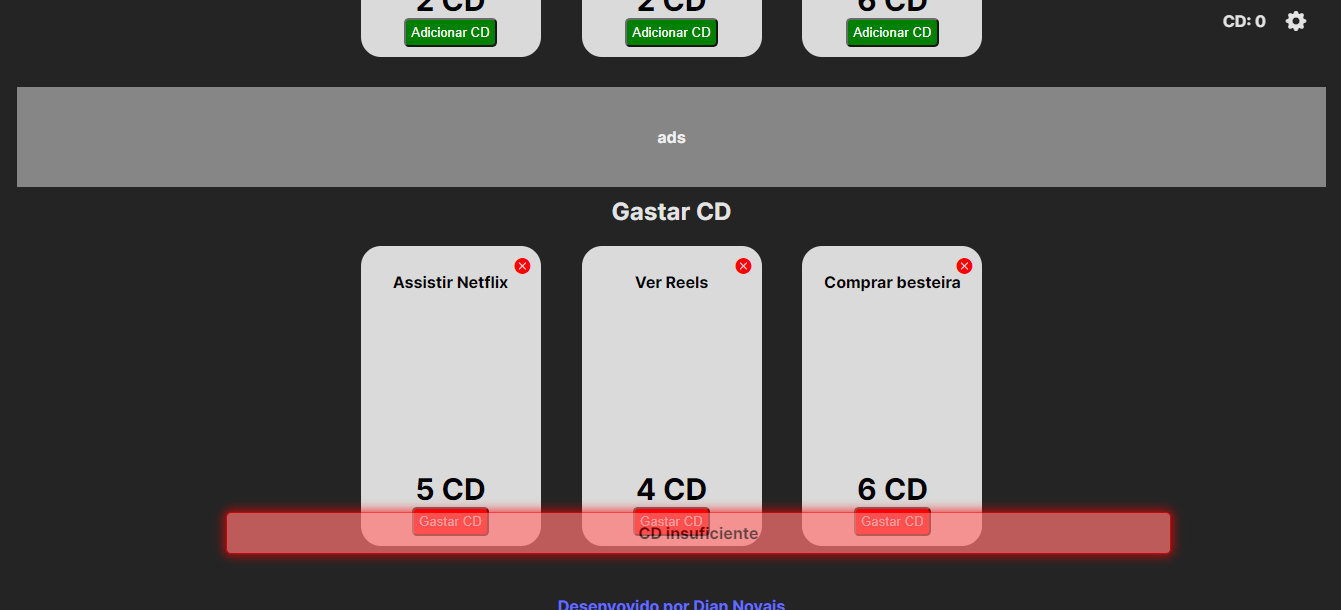 2 CD
2 CD
6 CD
Adicionar CD
Adicionar CD
Adicionar CD
CD: 0
ads
Gastar CD
Assistir Netflix
Ver Reels
Comprar besteira
5 CD
4 CD
6 CD
Gastar CD
Gastar CD
Gastar CD
CD insuficiente
Desenvovido por Dian Novais